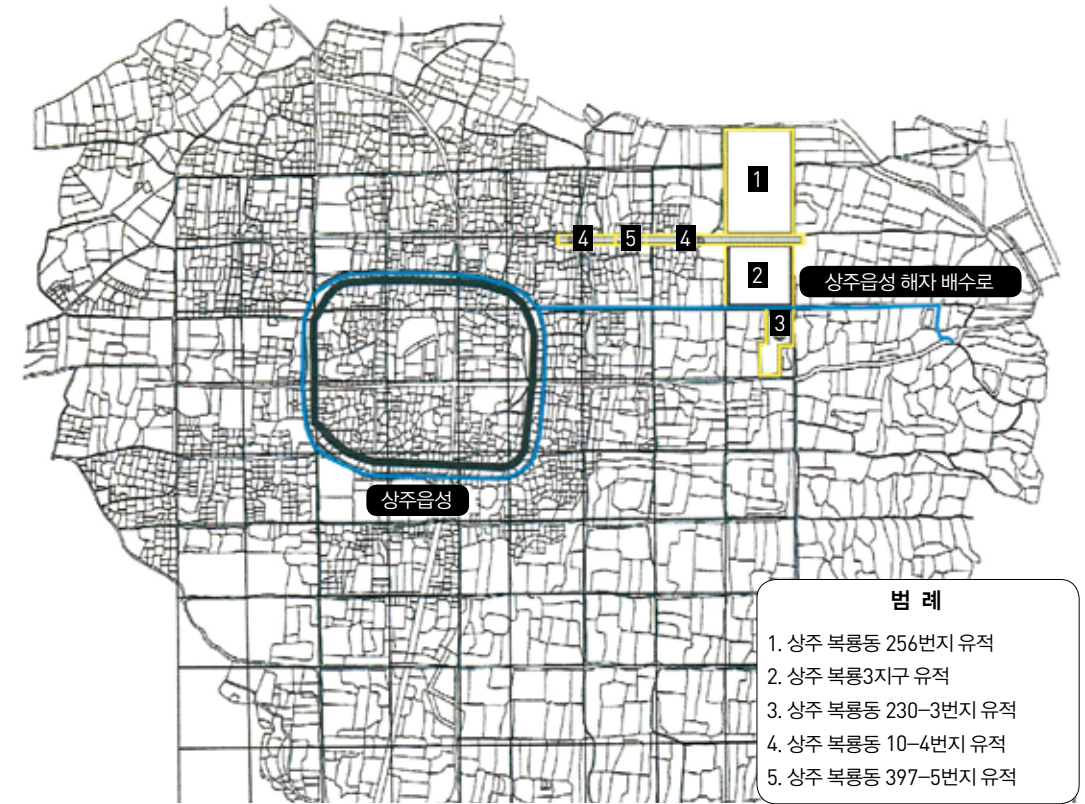 1
4
5
4
2
상주읍성 해자 배수로
3
상주읍성
범 례
1. 상주 복룡동 256번지 유적
2. 상주 복룡3지구 유적
3. 상주 복룡동 230-3번지 유적
4. 상주 복룡동 10-4번지 유적
5. 상주 복룡동 397-5번지 유적